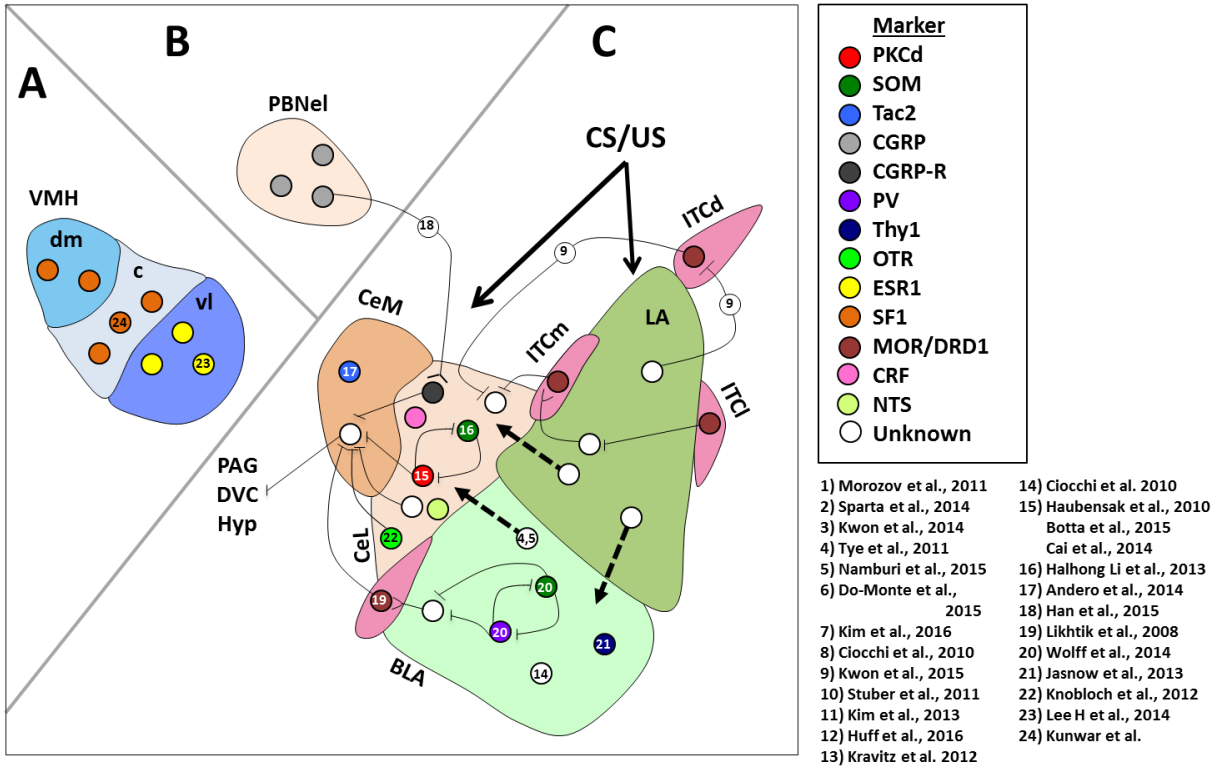 A
B
C
PBNel
VMH
dm
c
vl
24
23
18
CS/US
ITCd
9
9
CeM
ITCm
LA
ITCl
17
16
15
PAG
DVC
Hyp
22
CeL
4,5
19
20
20
21
14
BLA
Marker
PKCd
SOM
Tac2
CGRP
CGRP-R
PV
Thy1
OTR
ESR1
SF1
MOR/DRD1
CRF
NTS
Unknown
1) Morozov et al., 2011
2) Sparta et al., 2014
3) Kwon et al., 2014
4) Tye et al., 2011
5) Namburi et al., 2015
6) Do-Monte et al.,
2015
7) Kim et al., 2016
8) Ciocchi et al., 2010
9) Kwon et al., 2015
10) Stuber et al., 2011
11) Kim et al., 2013
12) Huff et al., 2016
13) Kravitz et al. 2012
14) Ciocchi et al. 2010
15) Haubensak et al., 2010
Botta et al., 2015
Cai et al., 2014
16) Halhong Li et al., 2013
17) Andero et al., 2014
18) Han et al., 2015
19) Likhtik et al., 2008
20) Wolff et al., 2014
21) Jasnow et al., 2013
22) Knobloch et al., 2012
23) Lee H et al., 2014
24) Kunwar et al.